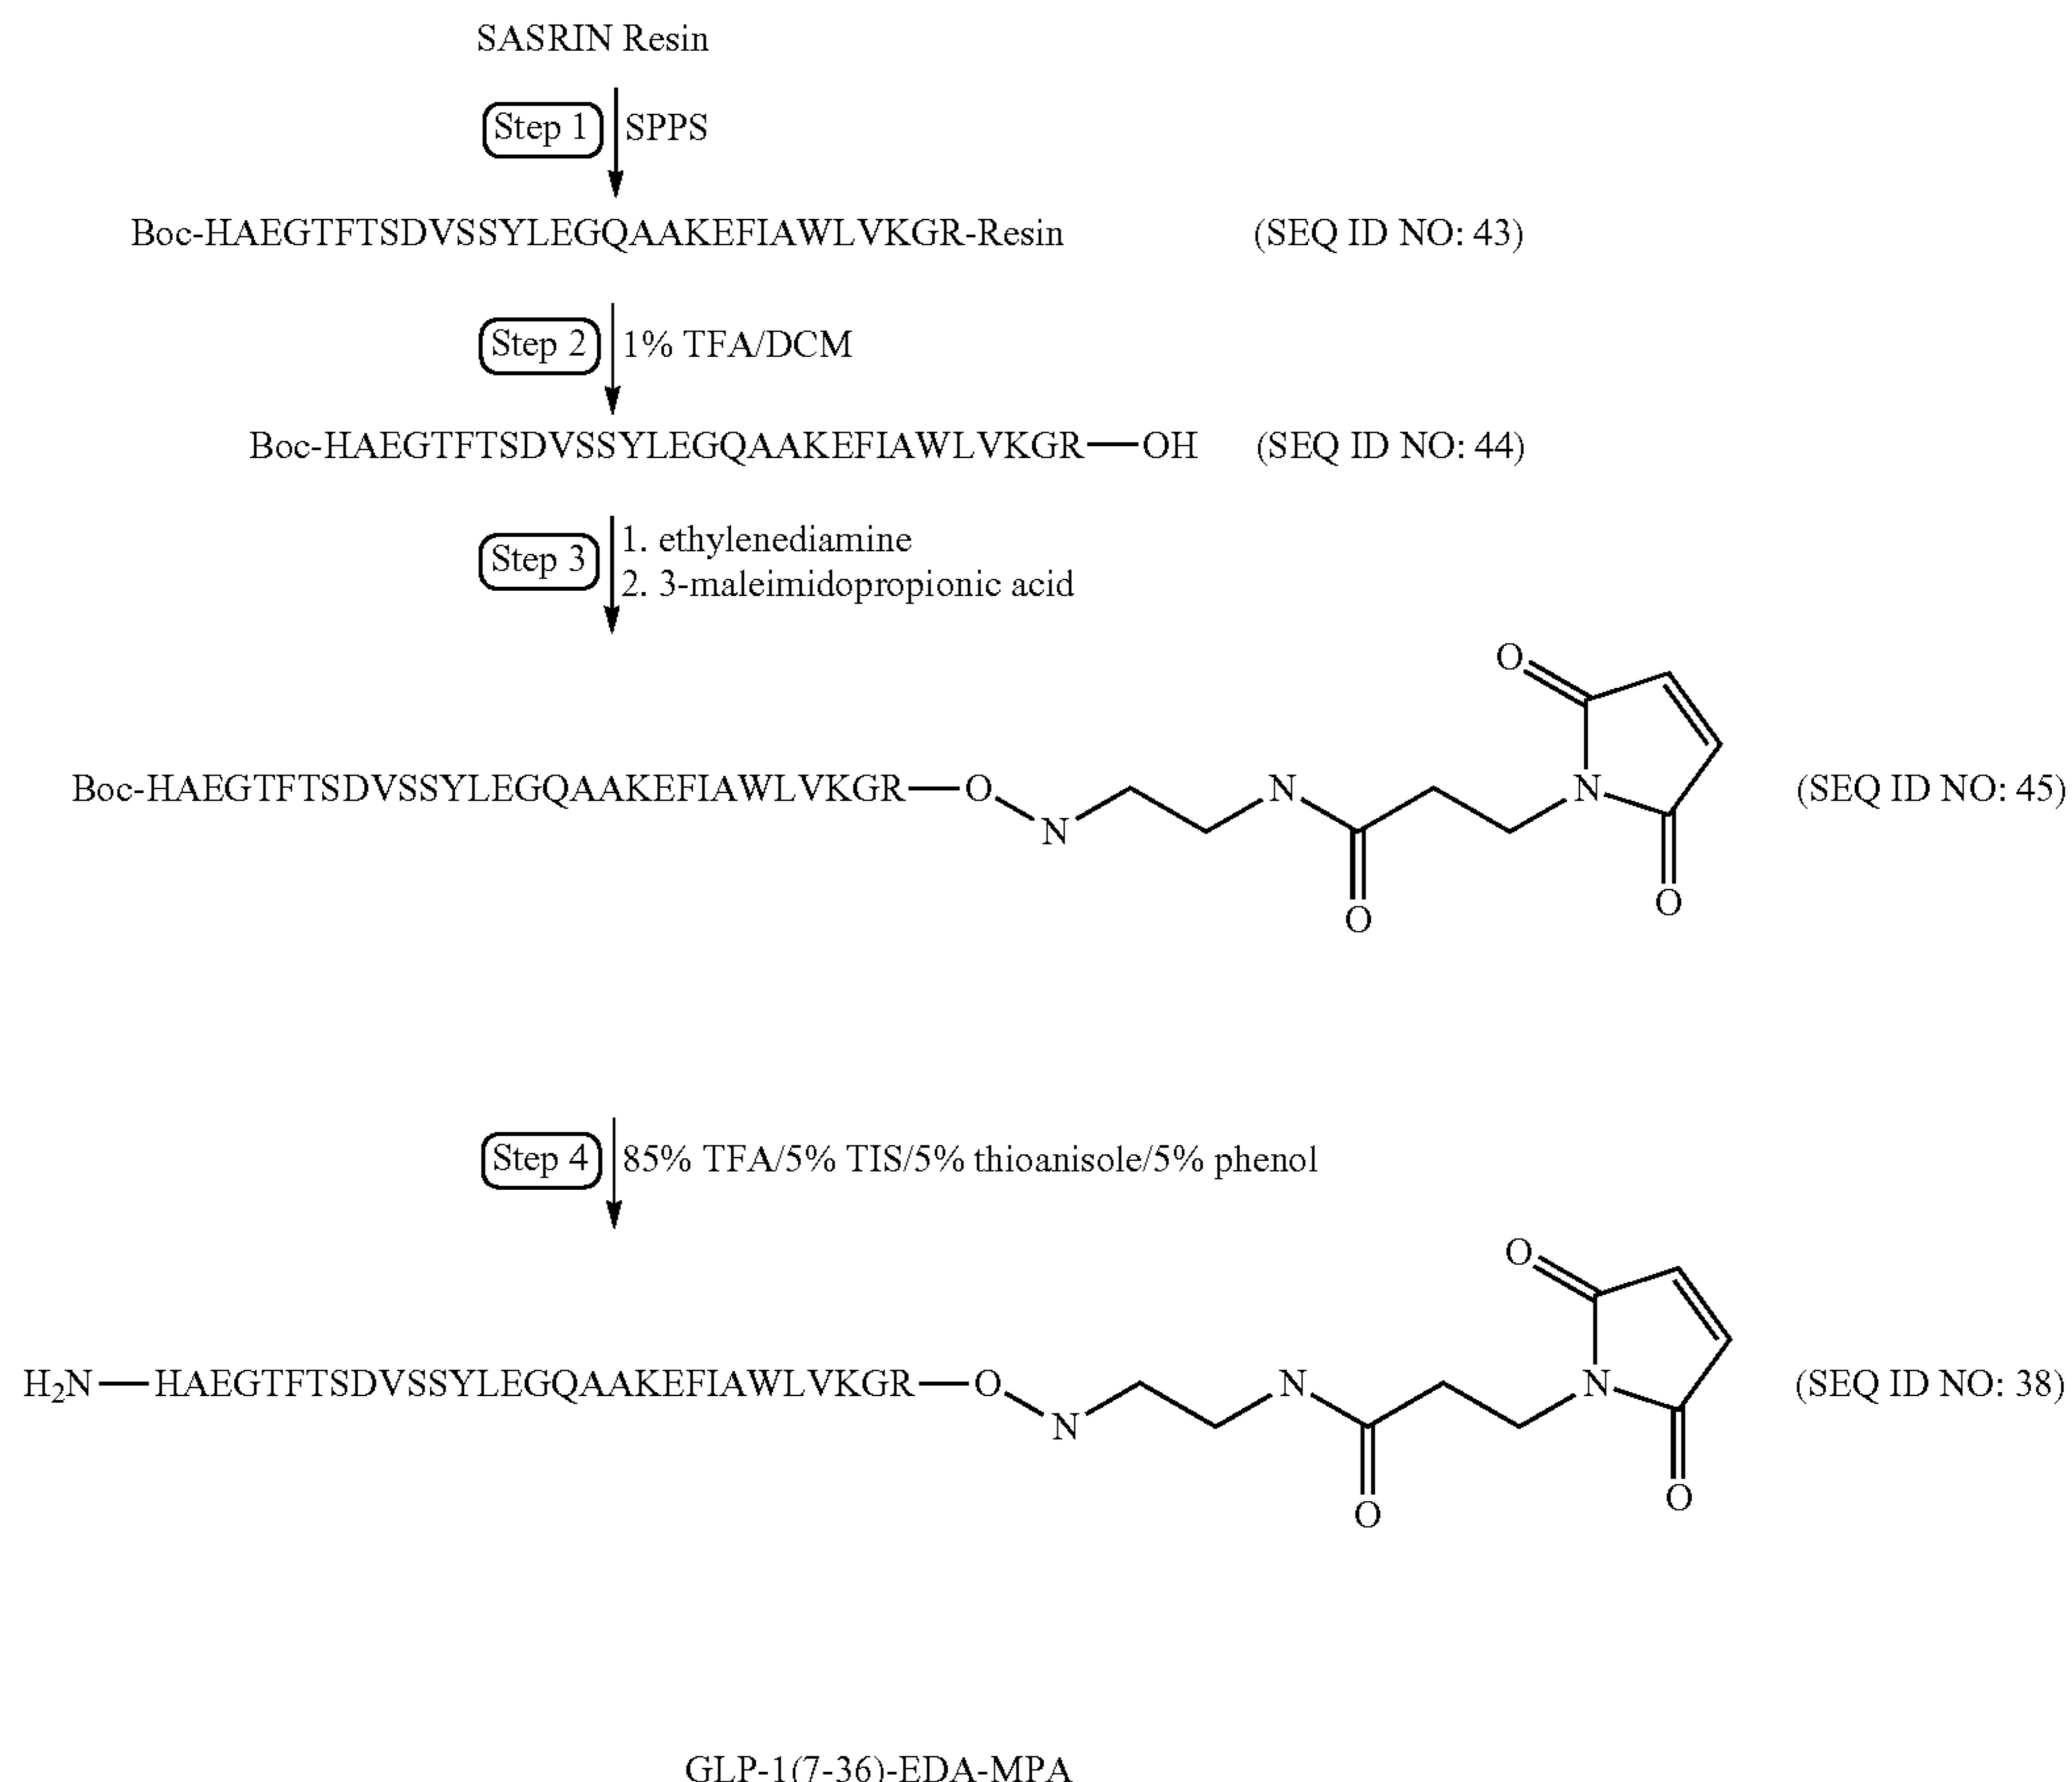 SASRIN Resin
Step 1 SPPS
Boc-HAEGTFTSDVSSYLEGQAAKEFIAWLVKGR-Resin (SEQ ID NO: 43)
Step 2 1% TFA/DCM
Boc-HAEGTFTSDVSSYLEGQAAKEFIAWLVKGR—OH (SEQ ID NO: 44)
Step 3 1. ethylenediamine
2. 3-maleimidopropionic acid
O
Boc-HAEGTFTSDVSSYLEGQAAKEFIAWLVKGR—O N N N (SEQ ID NO: 45)
O O
Step 4 85% TFA/5% TIS/5% thioanisole/5% phenol
O
H₂N—HAEGTFTSDVSSYLEGQAAKEFIAWLVKGR—O N N N (SEQ ID NO: 38)
O O
GLP-1(7-36)-EDA-MPA